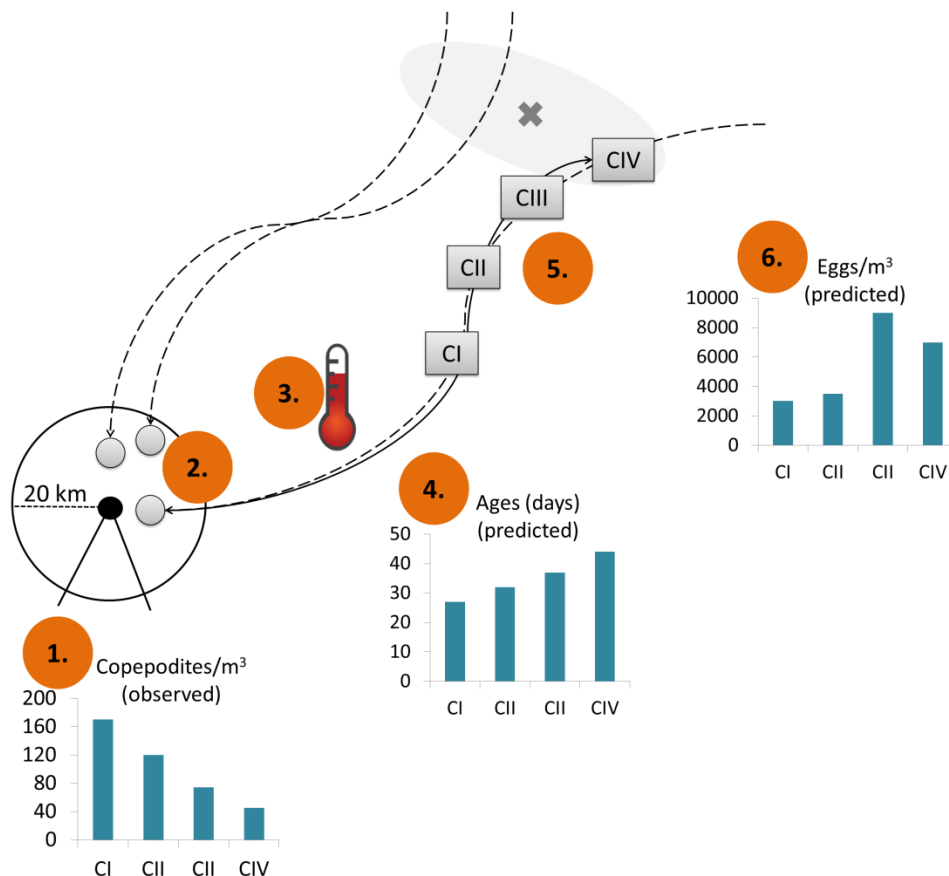 CIV
CIII
CII
5.
CI
3.
2.
20 km
6.
Eggs/m³
(predicted)
10000
8000
6000
4000
2000
0
CI CII CII CIV
4.
Ages (days)
(predicted)
50
40
30
20
10
0
CI CII CII CIV
1.
Copepodites/m³
(observed)
200
160
120
80
40
0
CI CII CII CIV